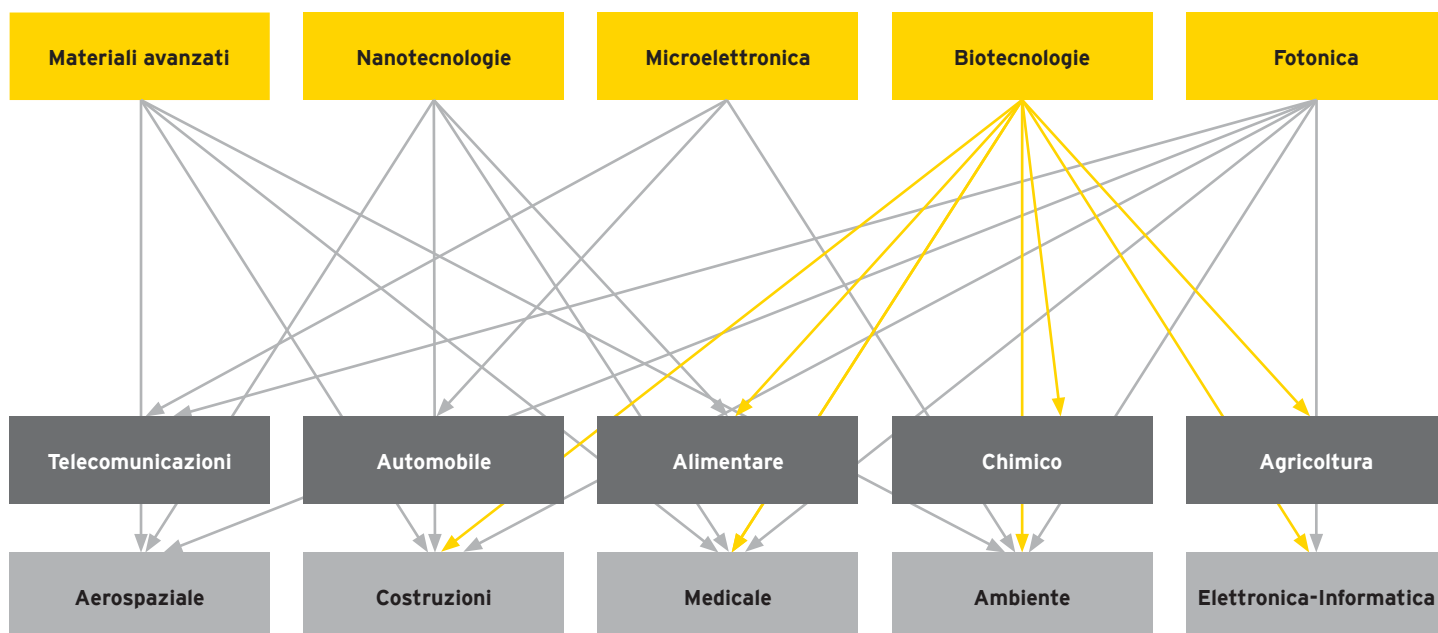 Materiali avanzati
Nanotecnologie
Microelettronica
Biotecnologie
Fotonica
Telecomunicazioni
Automobile
Alimentare
Chimico
Agricoltura
Aerospaziale
Costruzioni
Medicale
Ambiente
Elettronica-Informatica